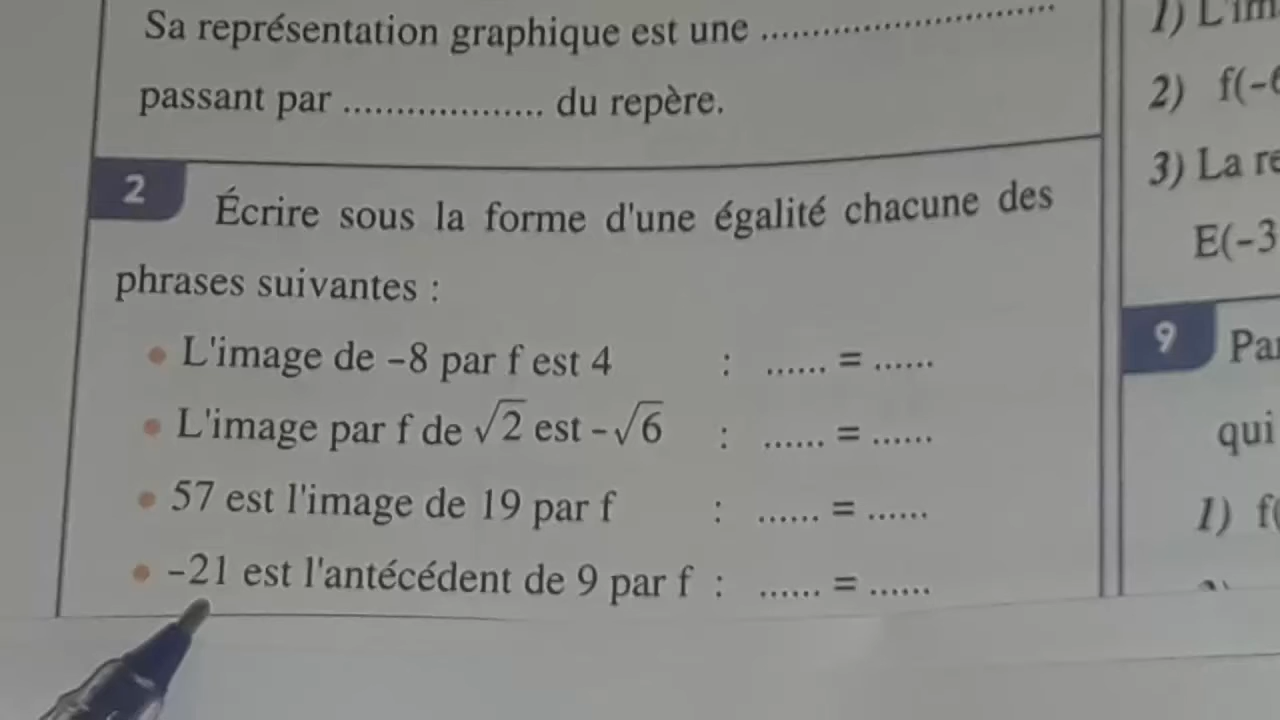 Sa représentation graphique est une ........................................
passant par .................... du repère.
2 Écrire sous la forme d'une égalité chacune des
phrases suivantes :
• L'image de –8 par f est 4 : ...... = ......
• L'image par f de √2 est -√6 : ...... = ......
• 57 est l'image de 19 par f : ...... = ......
• –21 est l'antécédent de 9 par f : ...... = ......
1)
2) f(–
3) La
E(–3
9
qui
1) f(